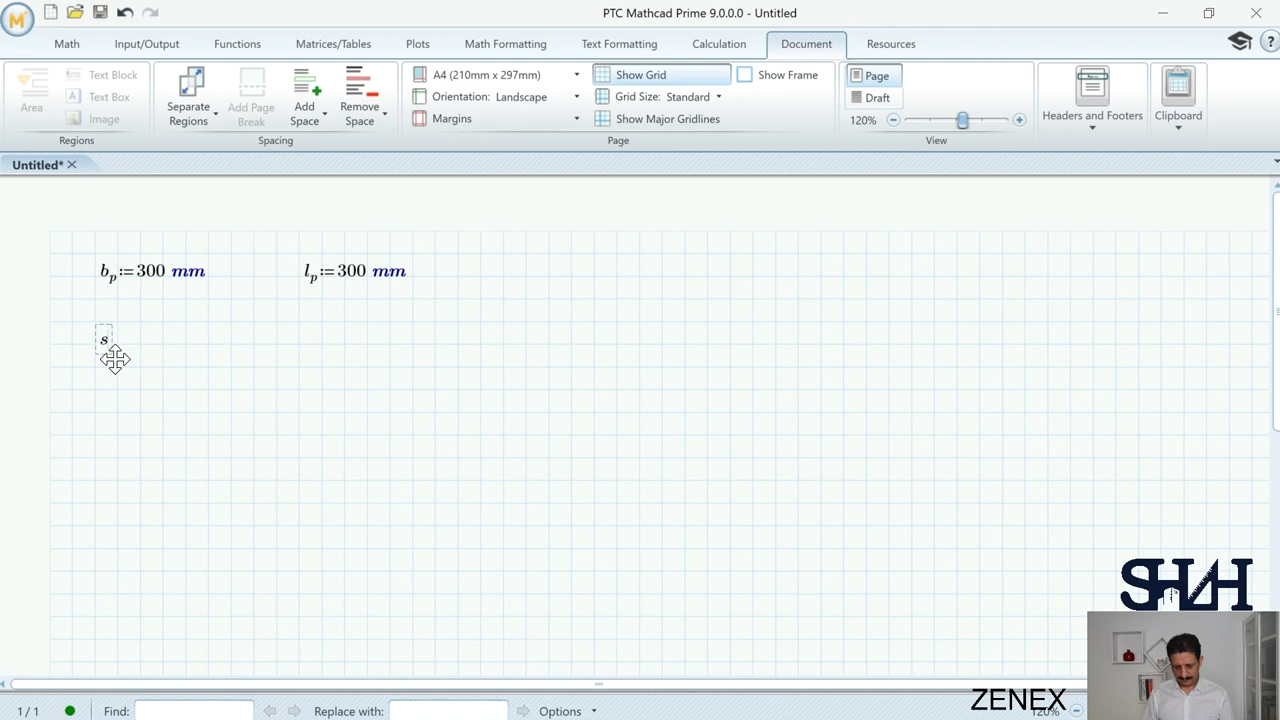 PTC Mathcad Prime 9.0.0.0 - Untitled
Math Input/Output Functions Matrices/Tables Plots Math Formatting Text Formatting Calculation Document Resources
Area
Text Block
Text Box
Image
Regions
Separate Regions
Add Page Break
Add Space
Remove Space
Spacing
A4 (210mm x 297mm)
Orientation: Landscape
Margins
Show Grid
Grid Size: Standard
Show Major Gridlines
Show Frame
Page
Page
Draft
120%
View
Headers and Footers
Clipboard
Untitled*
b_p:=300 mm l_p:=300 mm
s
SHZH
ZENEX
1 / 1 Find: Replace with: Options 120%